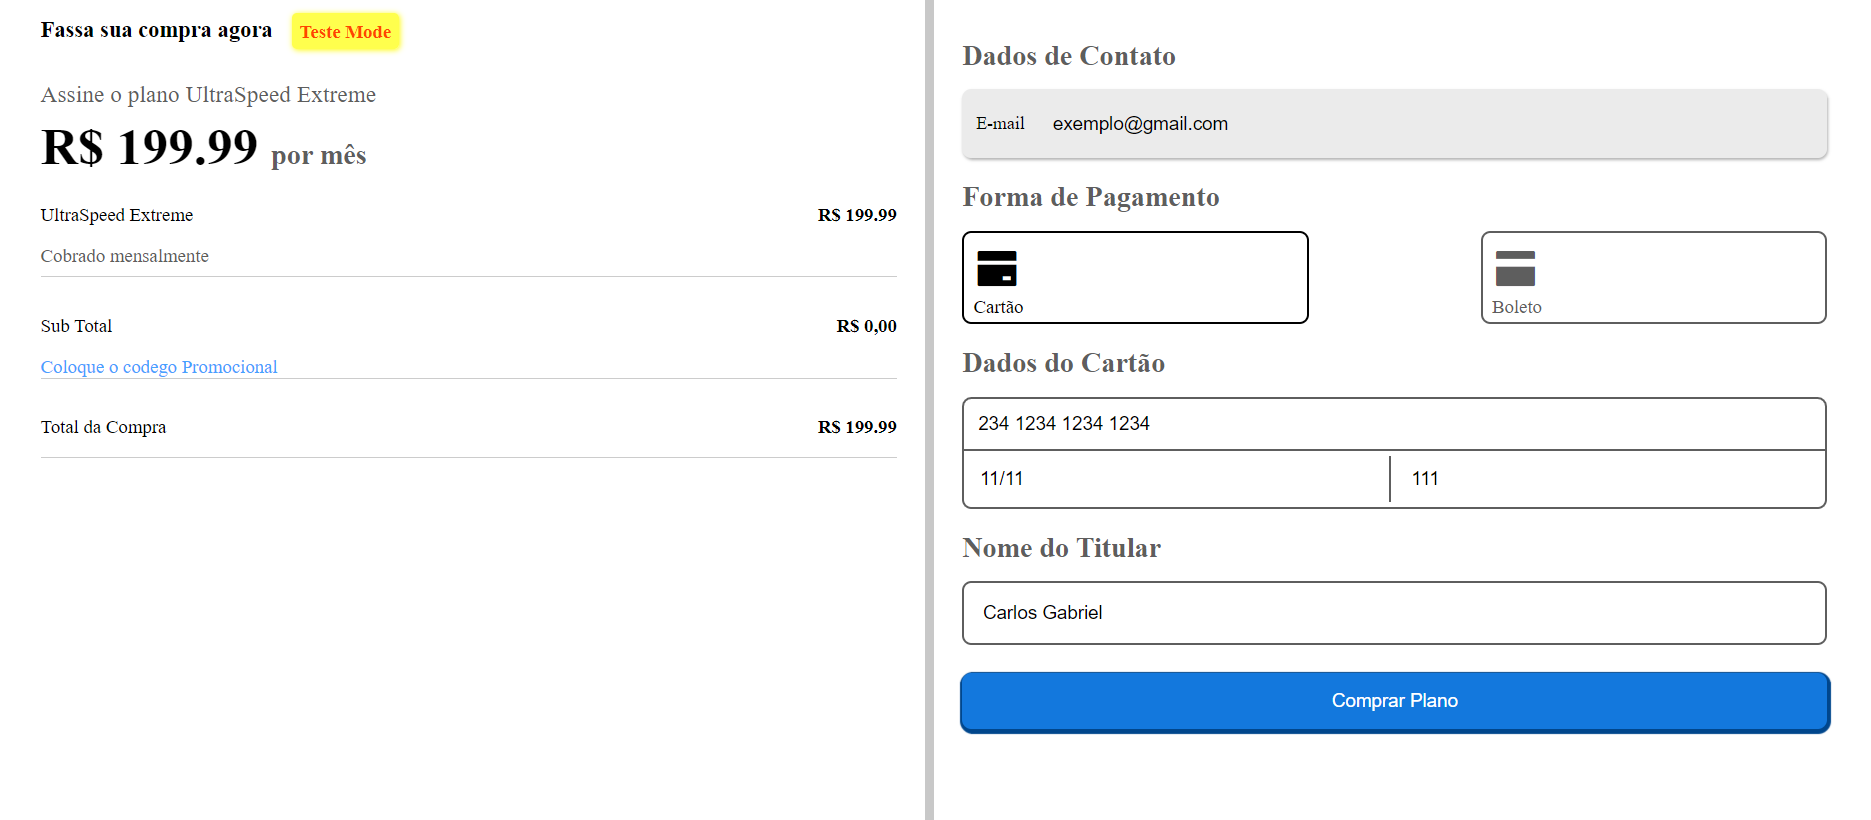 Fassa sua compra agora Teste Mode
Assine o plano UltraSpeed Extreme
R$ 199.99 por mês
UltraSpeed Extreme R$ 199.99
Cobrado mensalmente
Sub Total R$ 0,00
Coloque o codego Promocional
Total da Compra R$ 199.99
Dados de Contato
E-mail exemplo@gmail.com
Forma de Pagamento
Cartão Boleto
Dados do Cartão
234 1234 1234 1234
11/11 111
Nome do Titular
Carlos Gabriel
Comprar Plano